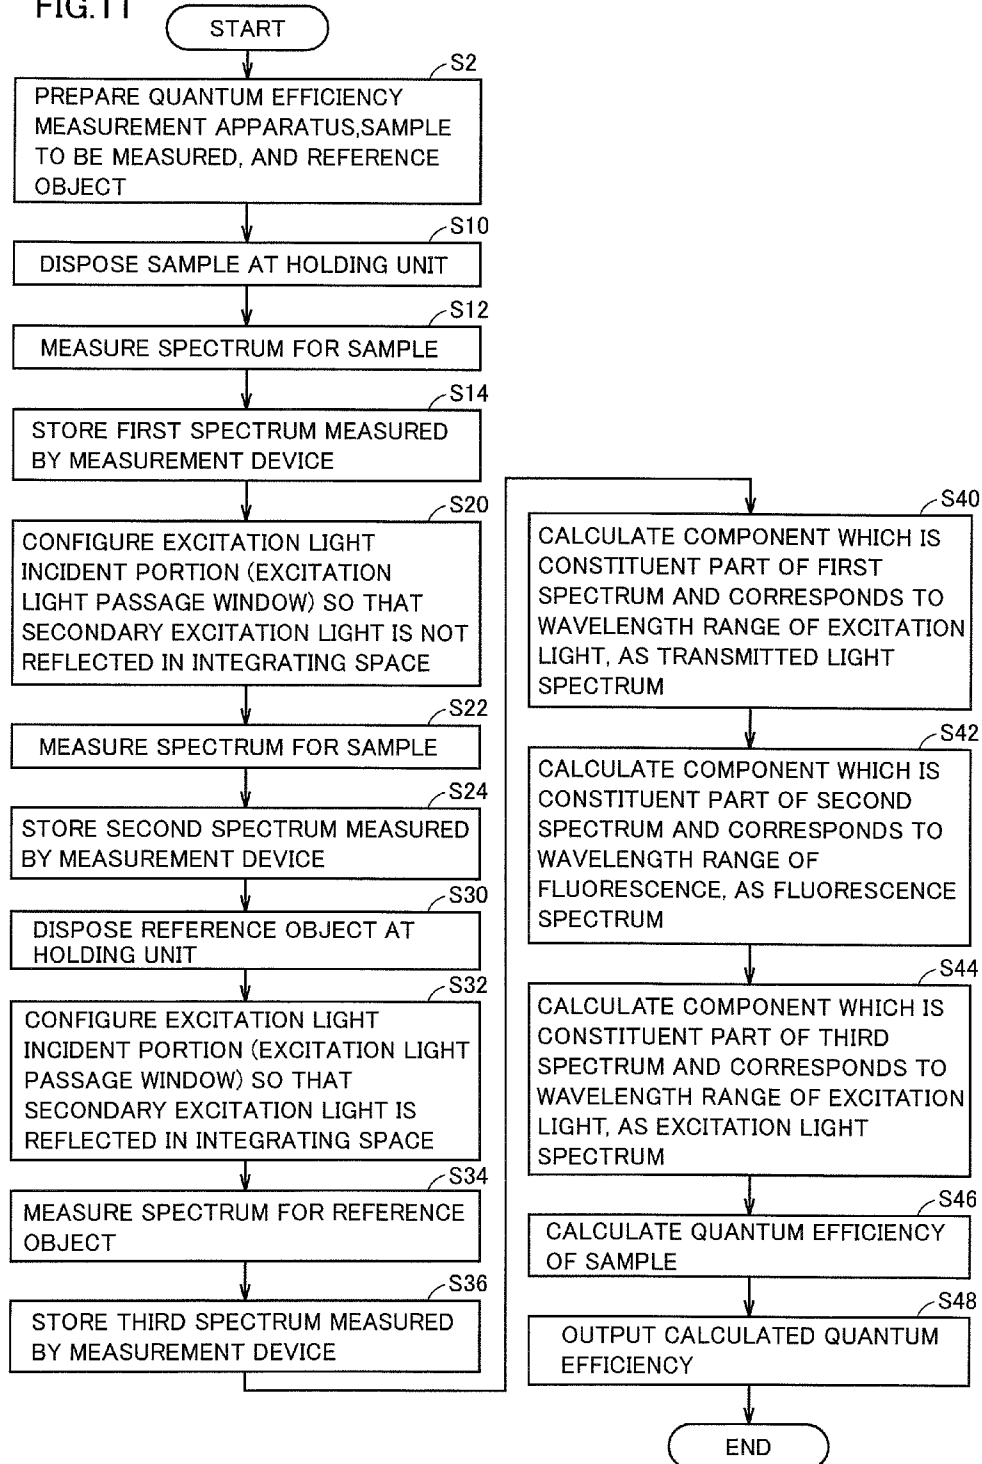 FIG.11
START
S2
PREPARE QUANTUM EFFICIENCY
MEASUREMENT APPARATUS,SAMPLE
TO BE MEASURED, AND REFERENCE
OBJECT
S10
DISPOSE SAMPLE AT HOLDING UNIT
S12
MEASURE SPECTRUM FOR SAMPLE
S14
STORE FIRST SPECTRUM MEASURED
BY MEASUREMENT DEVICE
S20
CONFIGURE EXCITATION LIGHT
INCIDENT PORTION (EXCITATION
LIGHT PASSAGE WINDOW) SO THAT
SECONDARY EXCITATION LIGHT IS NOT
REFLECTED IN INTEGRATING SPACE
S22
MEASURE SPECTRUM FOR SAMPLE
S24
STORE SECOND SPECTRUM MEASURED
BY MEASUREMENT DEVICE
S30
DISPOSE REFERENCE OBJECT AT
HOLDING UNIT
S32
CONFIGURE EXCITATION LIGHT
INCIDENT PORTION (EXCITATION LIGHT
PASSAGE WINDOW) SO THAT
SECONDARY EXCITATION LIGHT IS
REFLECTED IN INTEGRATING SPACE
S34
MEASURE SPECTRUM FOR REFERENCE
OBJECT
S36
STORE THIRD SPECTRUM MEASURED
BY MEASUREMENT DEVICE
S40
CALCULATE COMPONENT WHICH IS
CONSTITUENT PART OF FIRST
SPECTRUM AND CORRESPONDS TO
WAVELENGTH RANGE OF EXCITATION
LIGHT, AS TRANSMITTED LIGHT
SPECTRUM
S42
CALCULATE COMPONENT WHICH IS
CONSTITUENT PART OF SECOND
SPECTRUM AND CORRESPONDS TO
WAVELENGTH RANGE OF
FLUORESCENCE, AS FLUORESCENCE
SPECTRUM
S44
CALCULATE COMPONENT WHICH IS
CONSTITUENT PART OF THIRD
SPECTRUM AND CORRESPONDS TO
WAVELENGTH RANGE OF EXCITATION
LIGHT, AS EXCITATION LIGHT
SPECTRUM
S46
CALCULATE QUANTUM EFFICIENCY
OF SAMPLE
S48
OUTPUT CALCULATED QUANTUM
EFFICIENCY
END